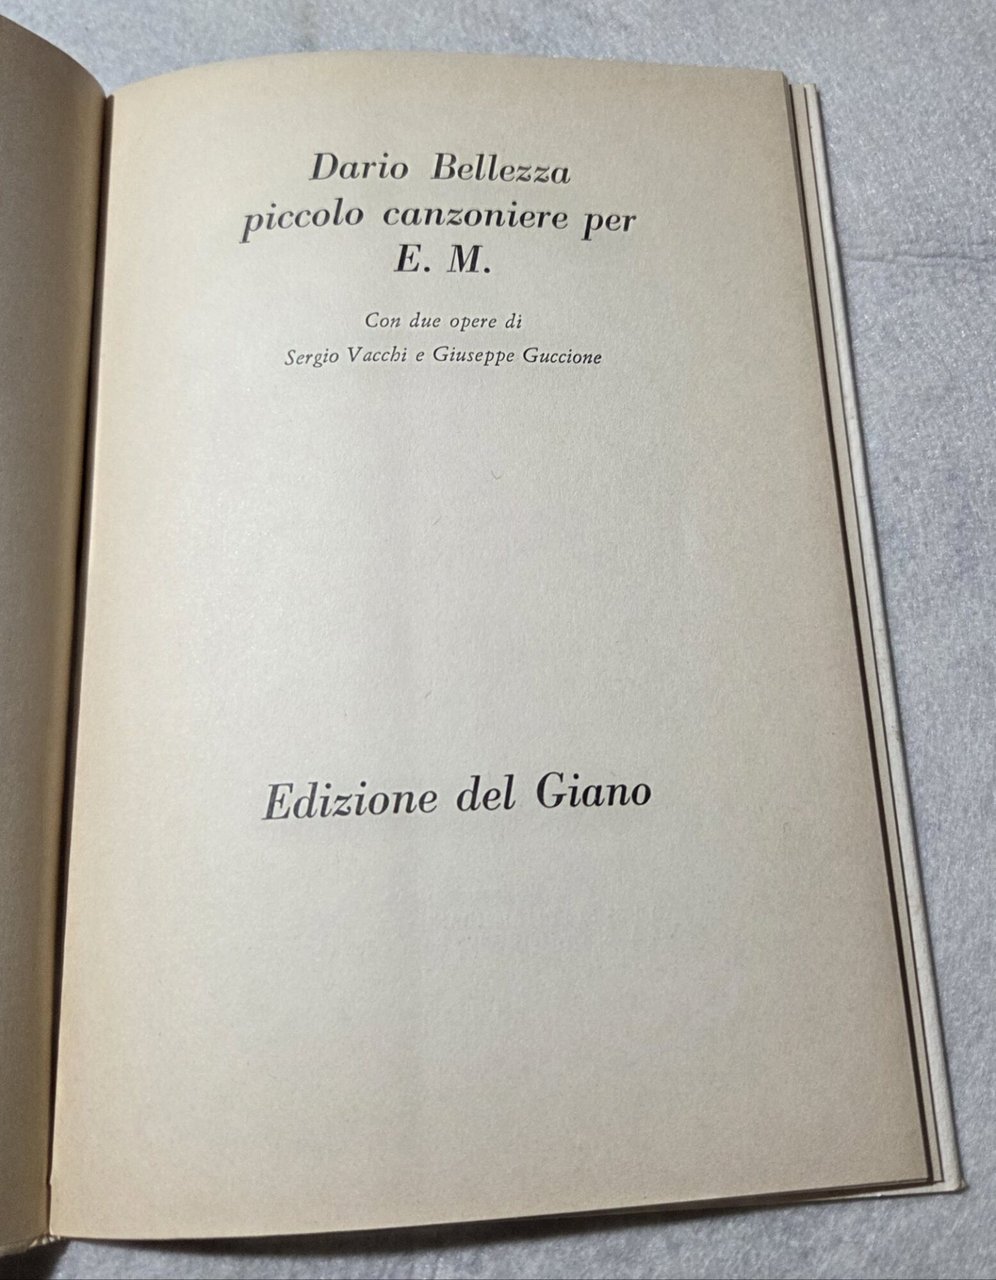 Dario Bellezza
piccolo canzoniere per
E. M.
Con due opere di
Sergio Vacchi e Giuseppe Guccione
Edizione del Giano